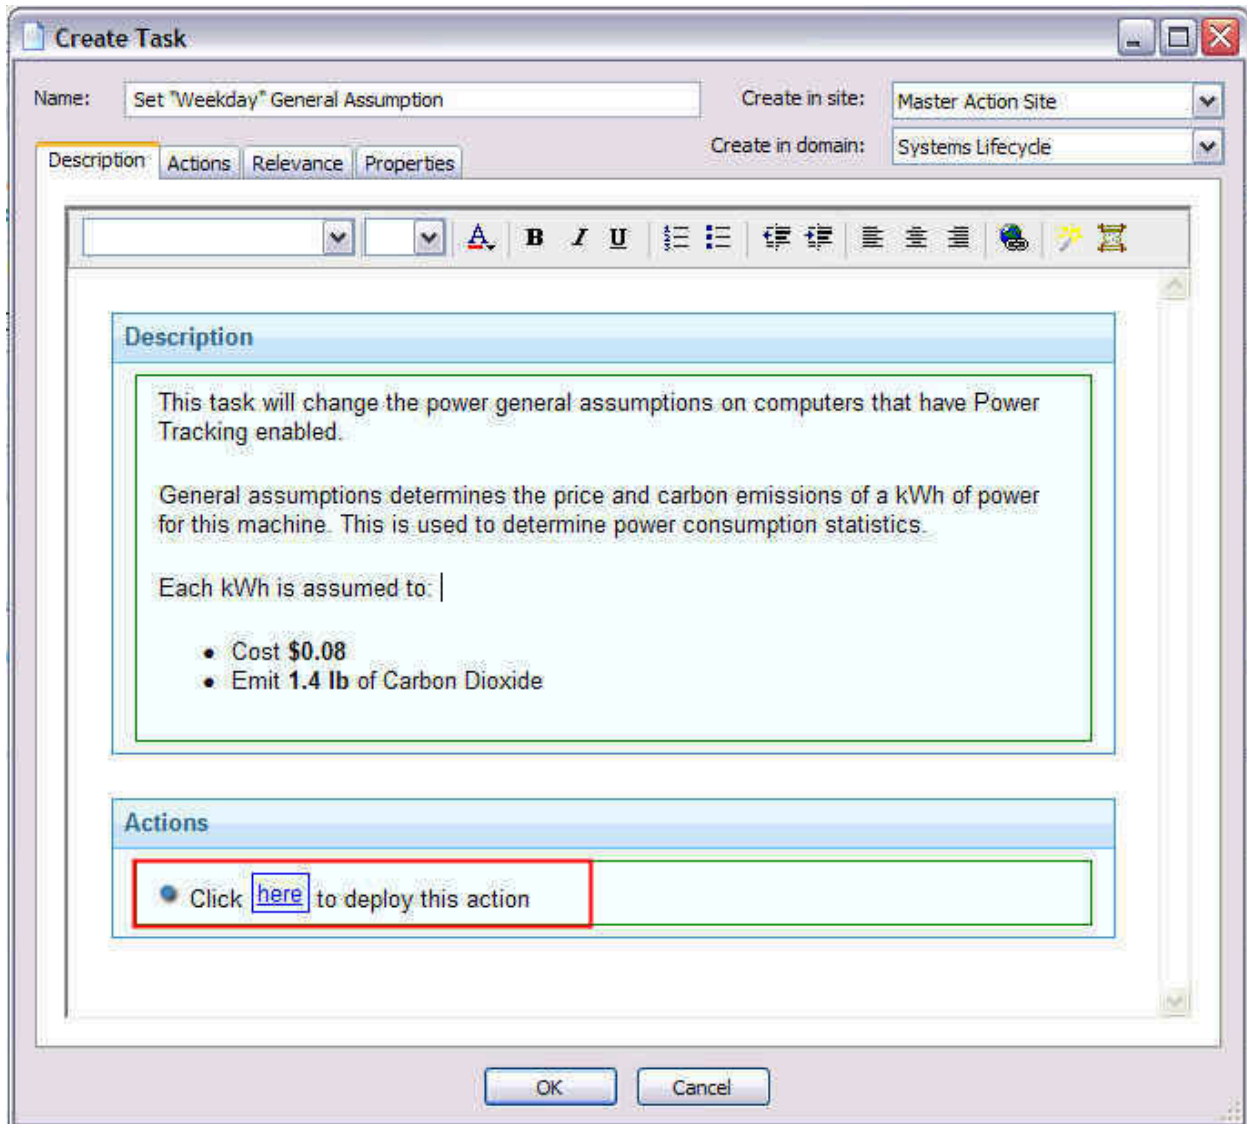 Create Task
Name: Set "Weekday" General Assumption Create in site: Master Action Site
Create in domain: Systems Lifecycle
Description Actions Relevance Properties
A B I U
Description
This task will change the power general assumptions on computers that have Power
Tracking enabled.
General assumptions determines the price and carbon emissions of a kWh of power
for this machine. This is used to determine power consumption statistics.
Each kWh is assumed to:
• Cost $0.08
• Emit 1.4 lb of Carbon Dioxide
Actions
Click here to deploy this action
OK Cancel